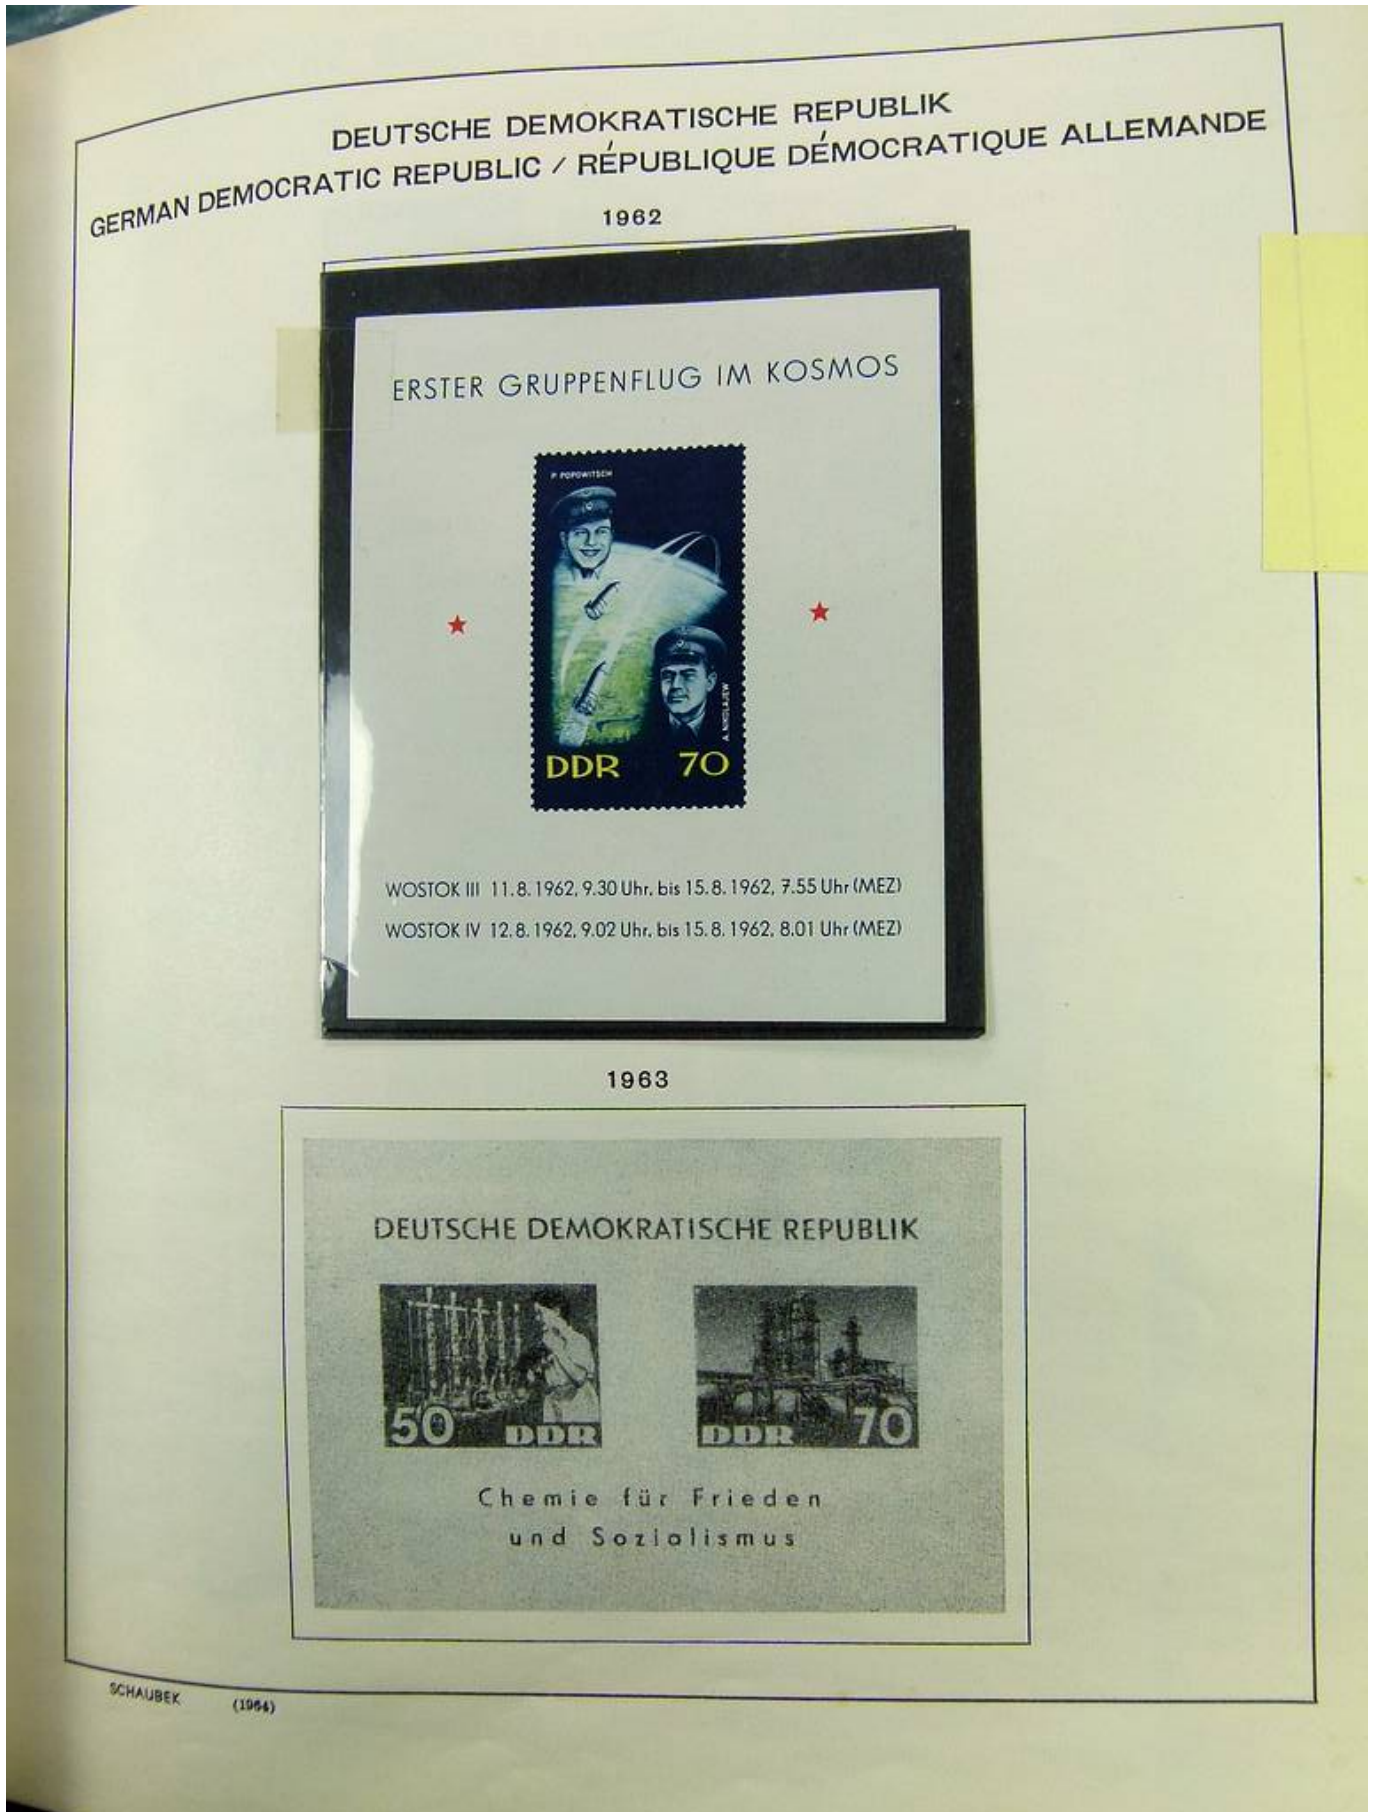 DEUTSCHE DEMOKRATISCHE REPUBLIK
GERMAN DEMOCRATIC REPUBLIC / RÉPUBLIQUE DÉMOCRATIQUE ALLEMANDE
1962
ERSTER GRUPPENFLUG IM KOSMOS
P. POPOWITSCH
A. NIKOLAJEW
DDR 70
WOSTOK III 11.8.1962, 9.30 Uhr, bis 15.8.1962, 7.55 Uhr (MEZ)
WOSTOK IV 12.8.1962, 9.02 Uhr, bis 15.8.1962, 8.01 Uhr (MEZ)
1963
DEUTSCHE DEMOKRATISCHE REPUBLIK
50 DDR
DDR 70
Chemie für Frieden
und Sozialismus
SCHAUBEK (1964)